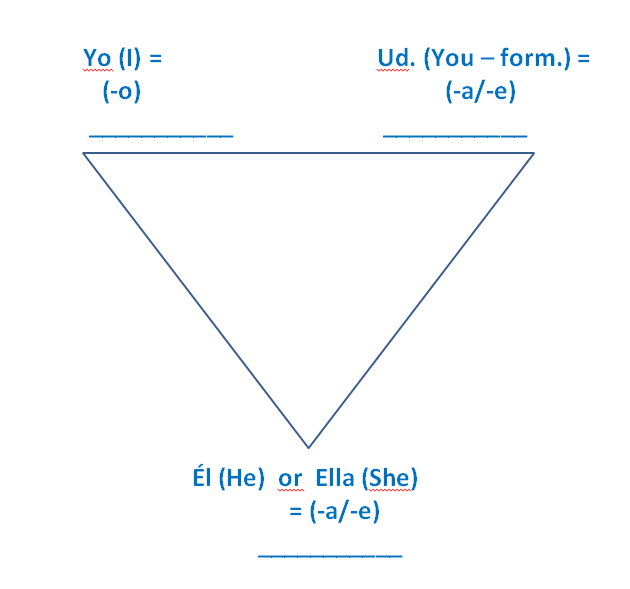 Yo (I) =
(-o)
___________
Ud. (You – form.) =
(-a/-e)
___________
Él (He)  or  Ella (She)
= (-a/-e)
___________